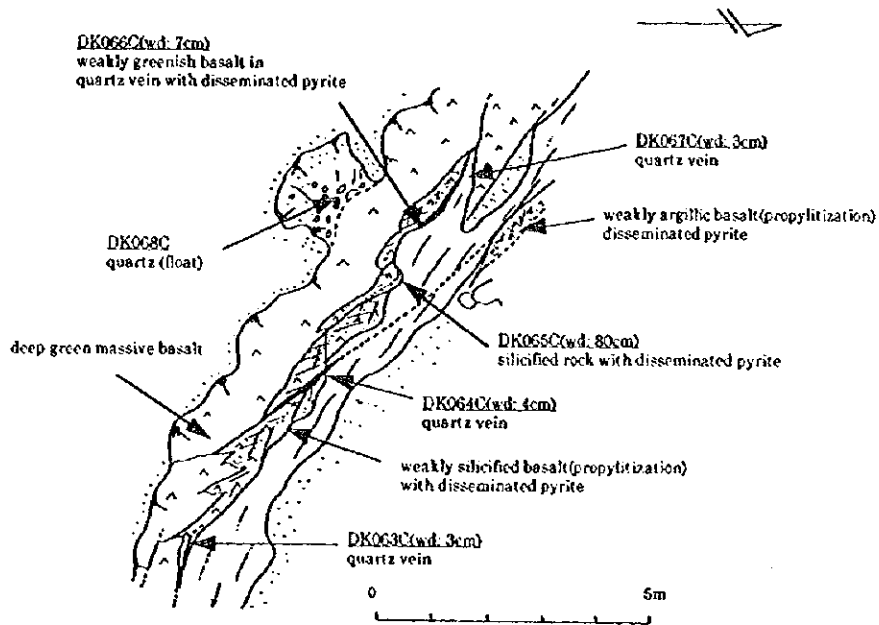 DK066C(wd: 7cm)
weakly greenish basalt in
quartz vein with disseminated pyrite
DK067C(wd: 3cm)
quartz vein
weakly argillic basalt(propylitization)
disseminated pyrite
DK068C
quartz (float)
DK065C(wd: 80cm)
silicified rock with disseminated pyrite
deep green massive basalt
DK064C(wd: 4cm)
quartz vein
weakly silicified basalt(propylitization)
with disseminated pyrite
DK063C(wd: 3cm)
quartz vein
0
5m